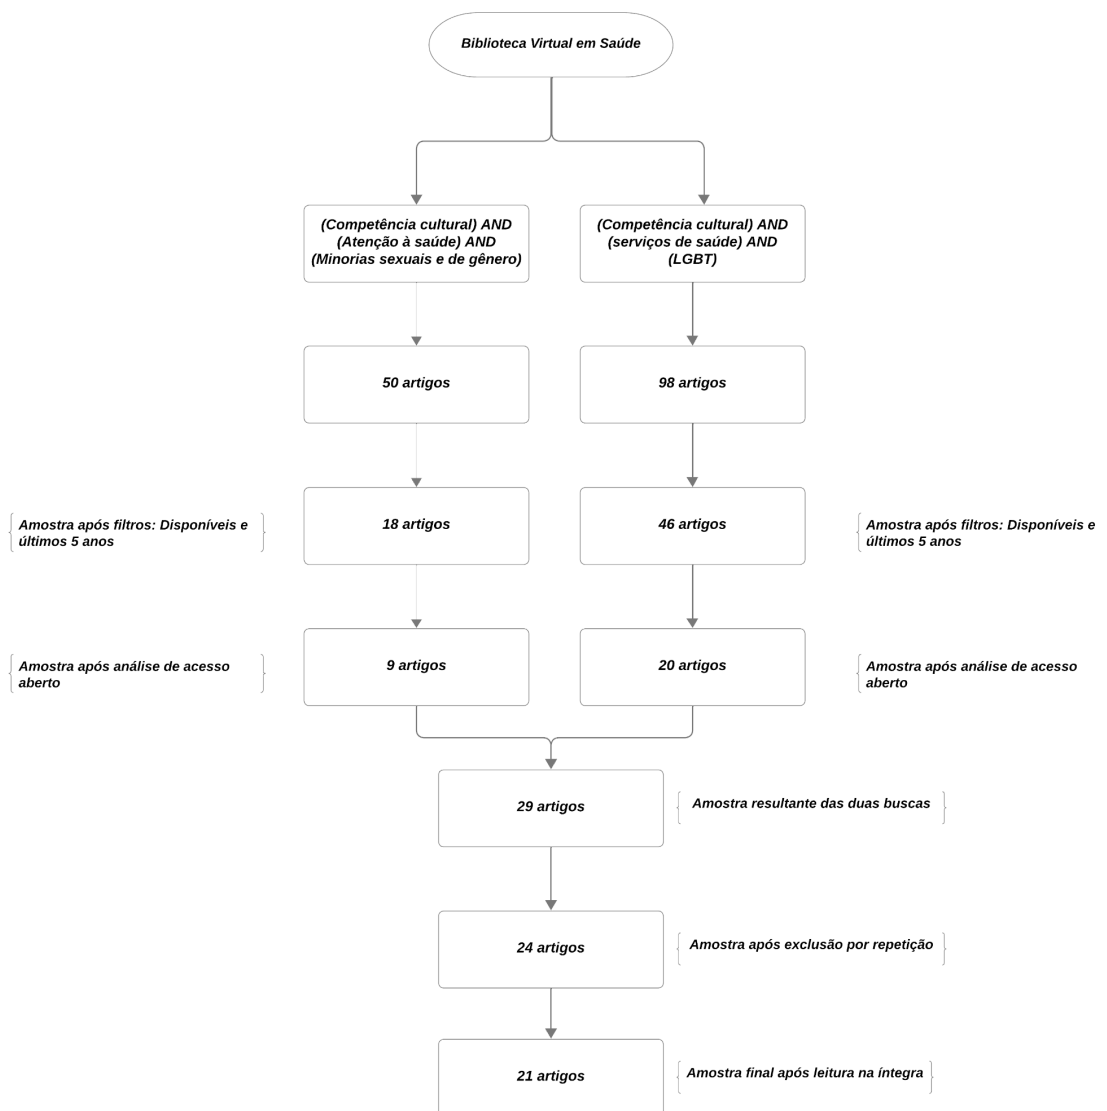 Biblioteca Virtual em Saúde
(Competência cultural) AND
(Atenção à saúde) AND
(Minorias sexuais e de gênero)
(Competência cultural) AND
(serviços de saúde) AND
(LGBT)
50 artigos
98 artigos
Amostra após filtros: Disponíveis e
últimos 5 anos
18 artigos
46 artigos
Amostra após filtros: Disponíveis e
últimos 5 anos
Amostra após análise de acesso
aberto
9 artigos
20 artigos
Amostra após análise de acesso
aberto
29 artigos
Amostra resultante das duas buscas
24 artigos
Amostra após exclusão por repetição
21 artigos
Amostra final após leitura na íntegra